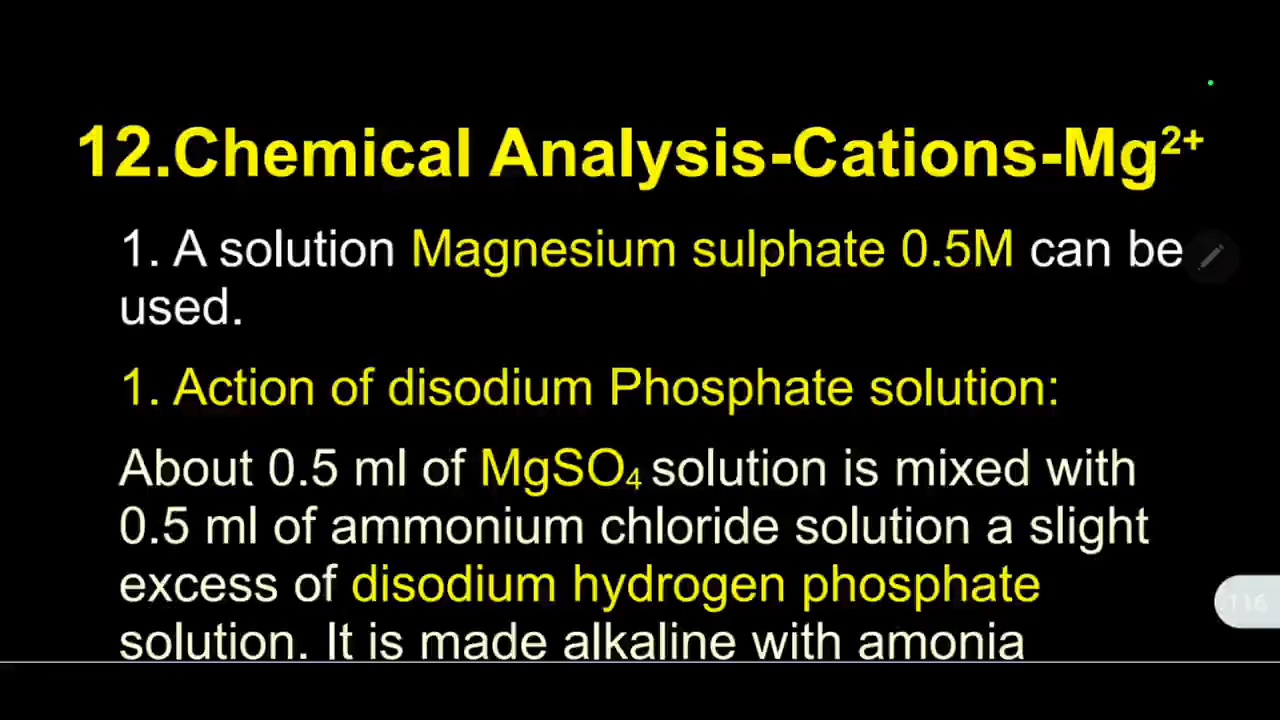 12.Chemical Analysis-Cations-Mg²⁺
1. A solution Magnesium sulphate 0.5M can be
used.
1. Action of disodium Phosphate solution:
About 0.5 ml of MgSO₄ solution is mixed with
0.5 ml of ammonium chloride solution a slight
excess of disodium hydrogen phosphate
116
solution. It is made alkaline with amonia